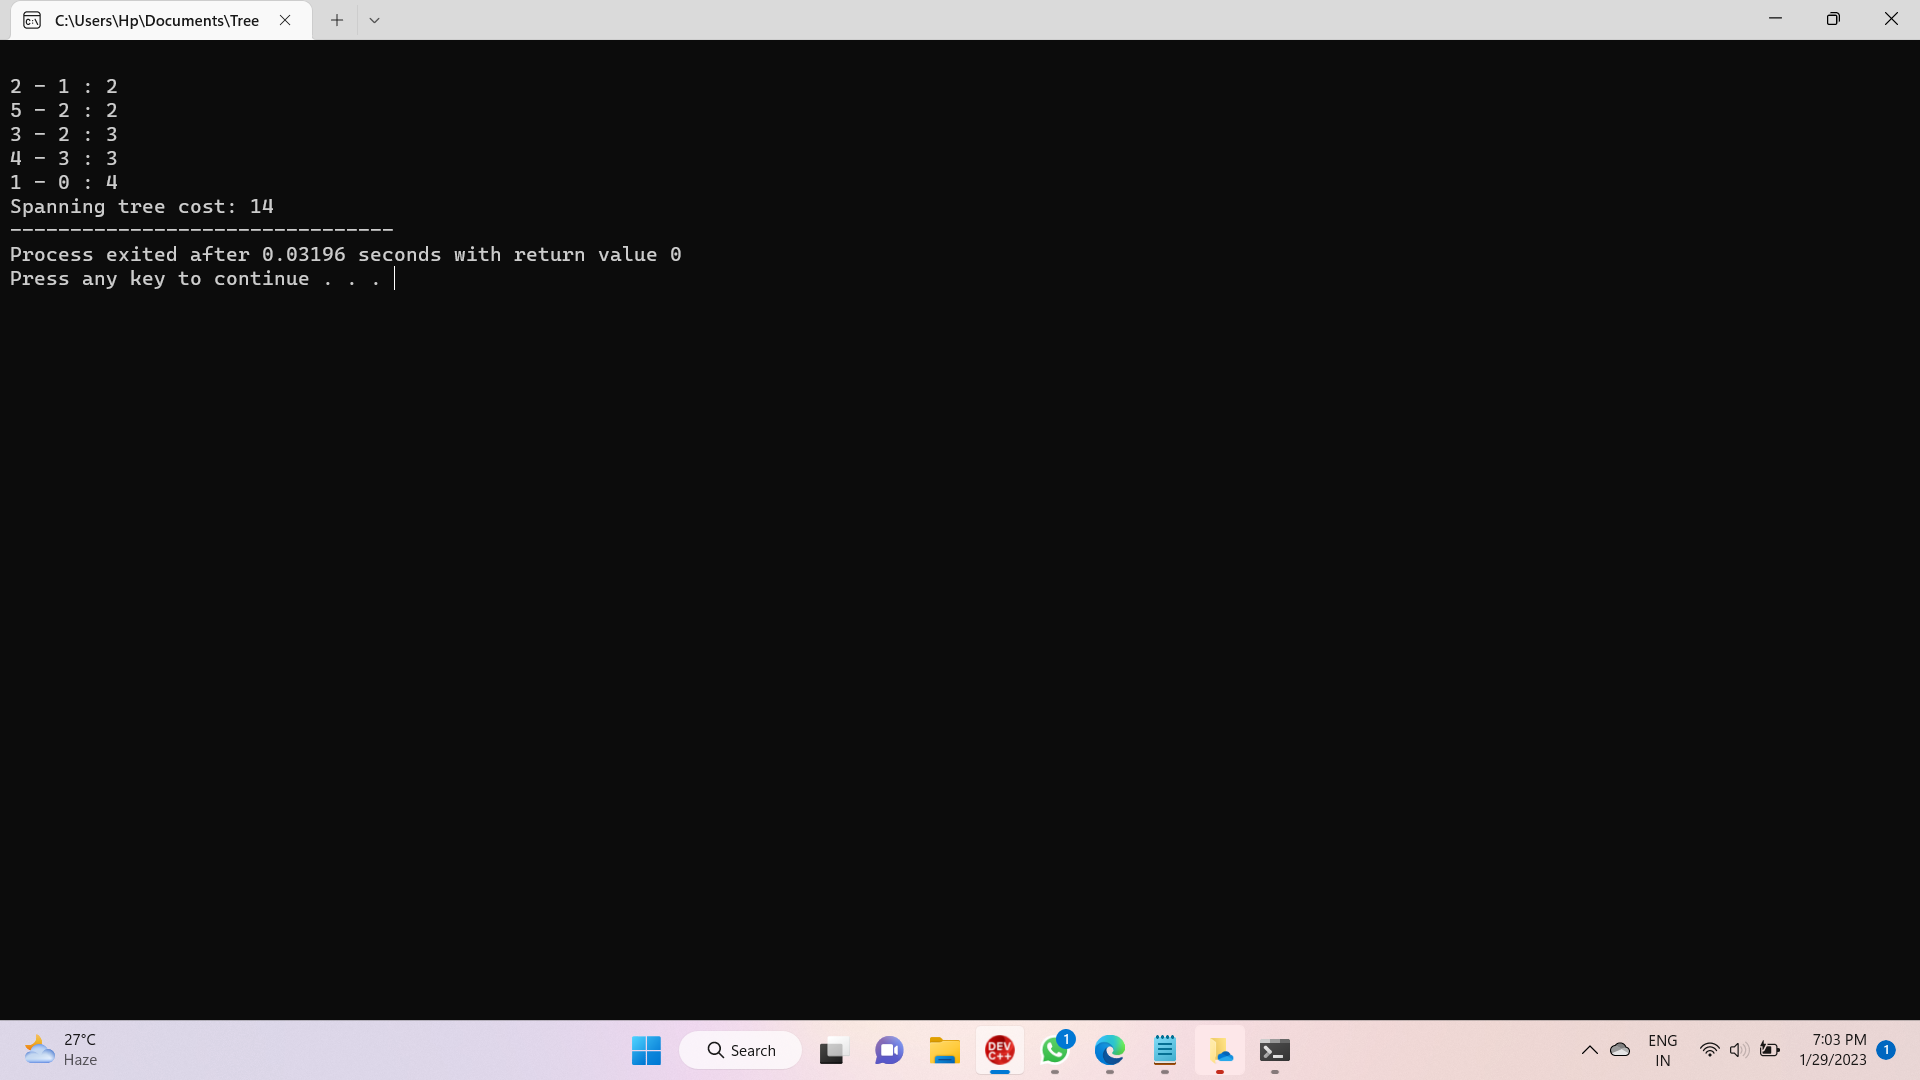 C:\Users\Hp\Documents\Tree
2 - 1 : 2
5 - 2 : 2
3 - 2 : 3
4 - 3 : 3
1 - 0 : 4
Spanning tree cost: 14
--------------------------------
Process exited after 0.03196 seconds with return value 0
Press any key to continue . . .
27°C
Haze
Search
DEV
C++
1
ENG
IN
7:03 PM
1/29/2023
1